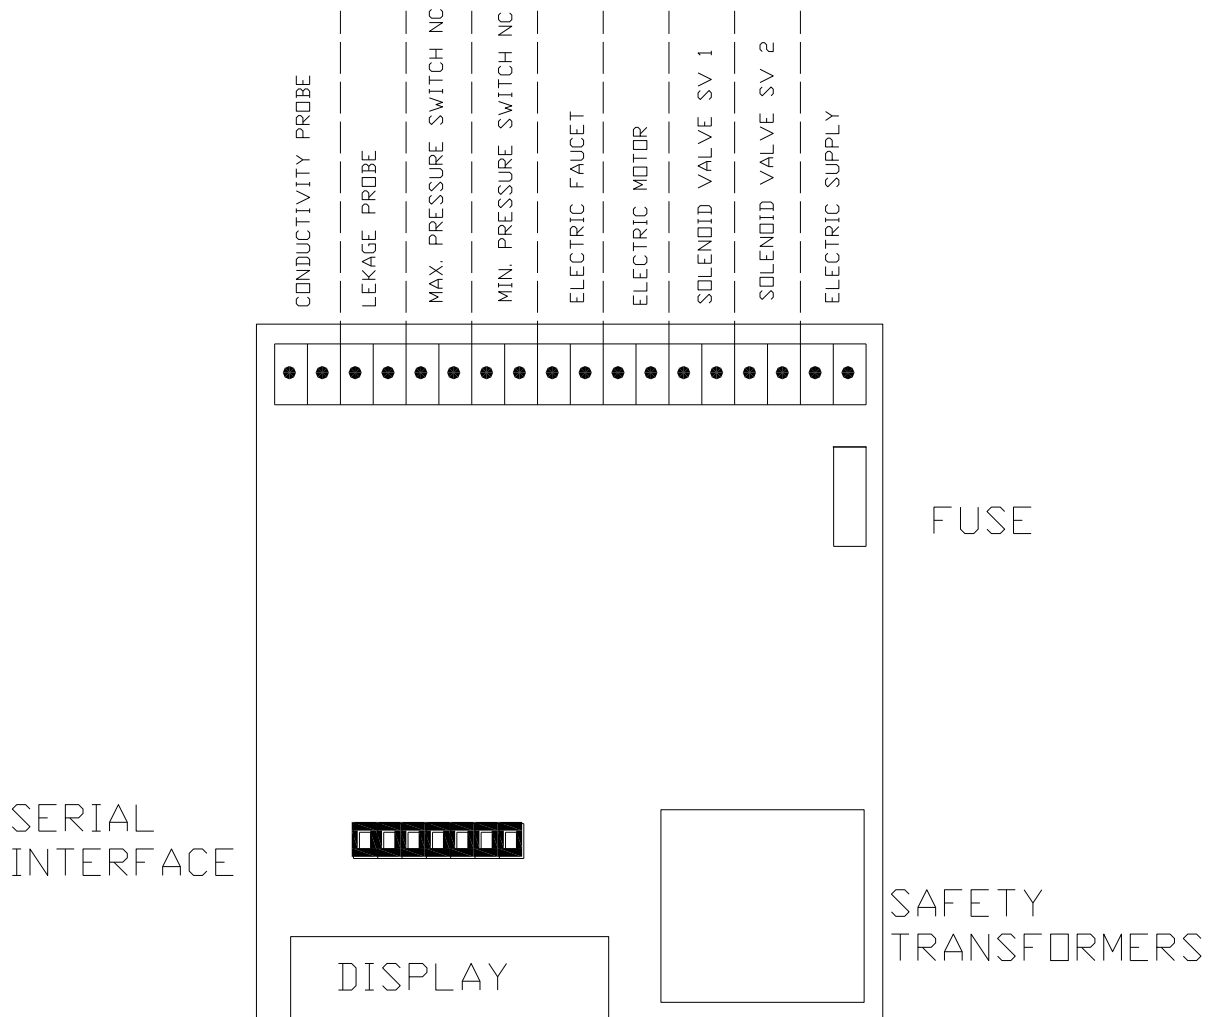 CONDUCTIVITY PROBE
LEKAGE PROBE
MAX. PRESSURE SWITCH NC
MIN. PRESSURE SWITCH NC
ELECTRIC FAUCET
ELECTRIC MOTOR
SOLENOID VALVE SV 1
SOLENOID VALVE SV 2
ELECTRIC SUPPLY
FUSE
SERIAL
INTERFACE
SAFETY
TRANSFORMERS
DISPLAY